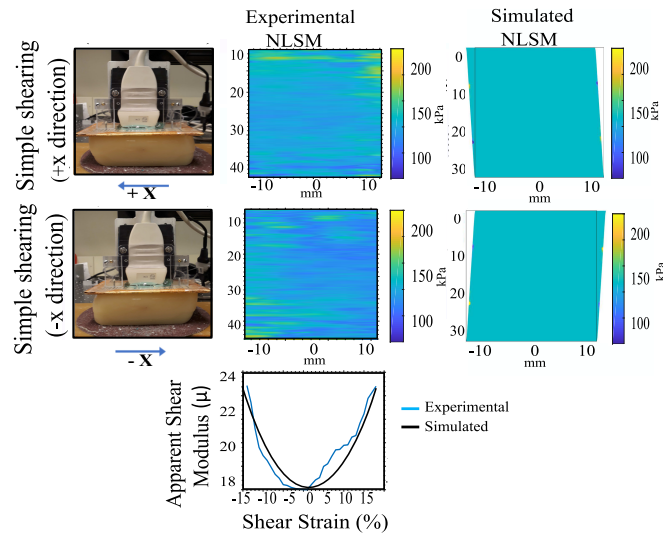 Experimental
NLSM
Simulated
NLSM
Simple shearing
(+x direction)
+ X
10
20
30
40
-10 0 10
mm
200
150
100
kPa
0
10
20
30
-10 0 10
mm
200
150
100
kPa
Simple shearing
(-x direction)
- X
10
20
30
40
-10 0 10
mm
200
150
100
kPa
0
10
20
30
-10 0 10
mm
200
150
100
kPa
Apparent Shear
Modulus (μ)
24
22
20
18
-15 -10 -5 0 5 10 15
Shear Strain (%)
Experimental
Simulated